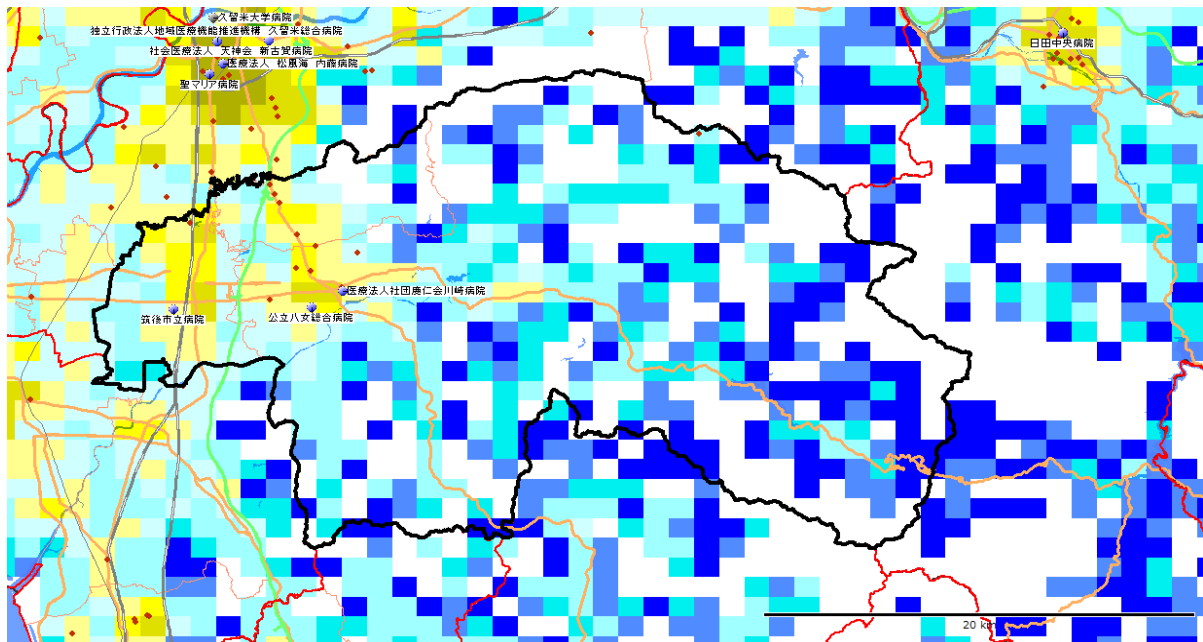 久留米大学病院
独立行政法人地域医療機能推進機構 久留米総合病院
社会医療法人 天神会 新古賀病院
医療法人 松風海 内藤病院
聖マリア病院
日田中央病院
医療法人社団慶仁会川崎病院
公立八女総合病院
筑後市立病院
20 km